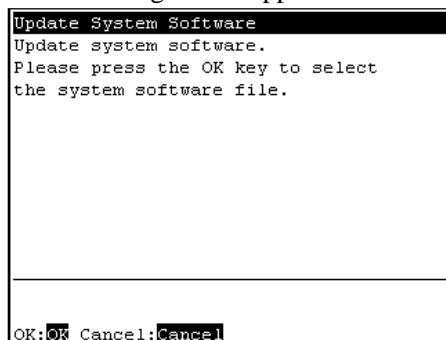 Update System Software
Update system software.
Please press the OK key to select
the system software file.
OK:OK Cancel:Cancel